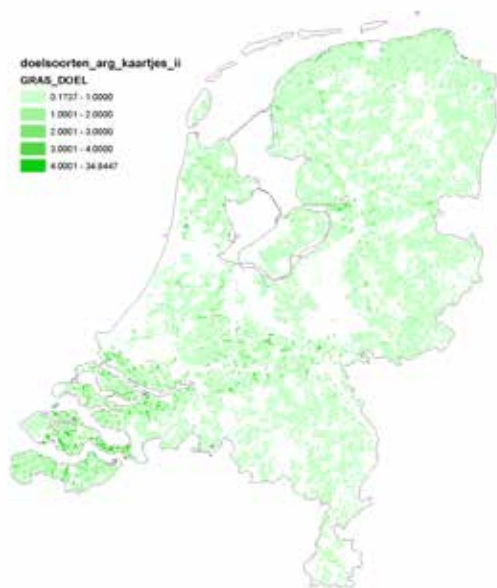 doelsoorten_arg_kaartjes_ii
GRAS_DOEL
0.1737 - 1.0000
1.0001 - 2.0000
2.0001 - 3.0000
3.0001 - 4.0000
4.0001 - 34.8447